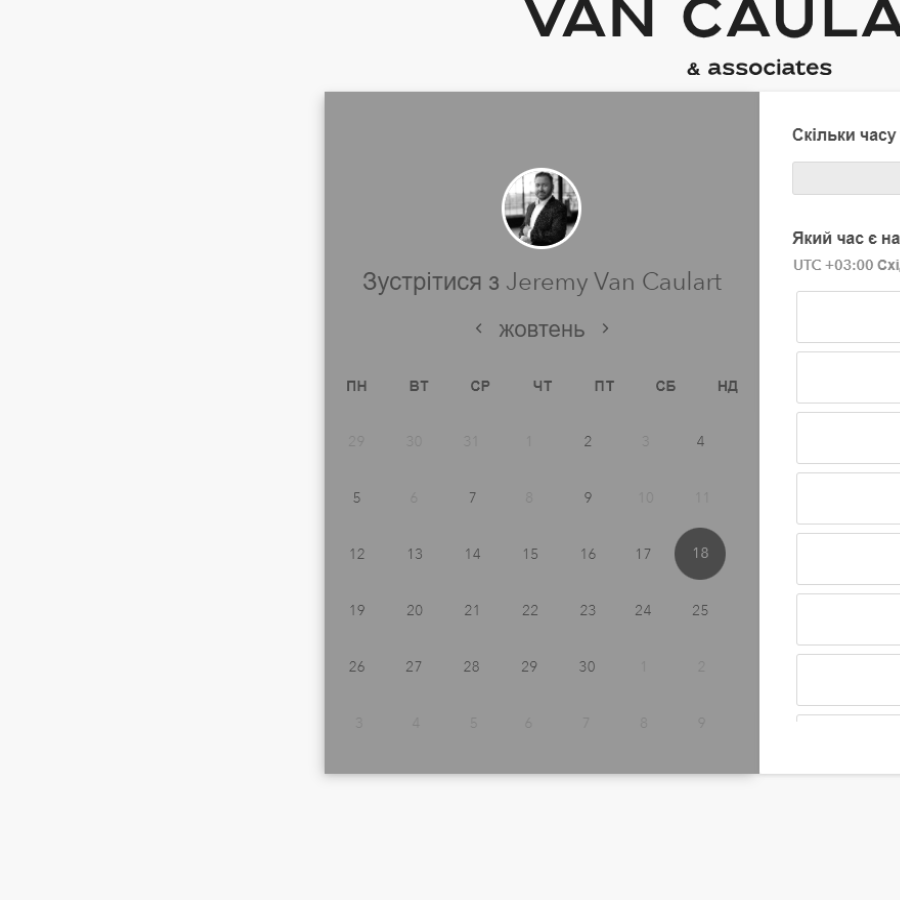 VAN CAULA
& associates
Зустрітися з Jeremy Van Caulart
жовтень
ПН ВТ СР ЧТ ПТ СБ НД
29 30 31 1 2 3 4
5 6 7 8 9 10 11
12 13 14 15 16 17 18
19 20 21 22 23 24 25
26 27 28 29 30 1 2
3 4 5 6 7 8 9
Скільки часу
Який час є на
UTC +03:00 Схі